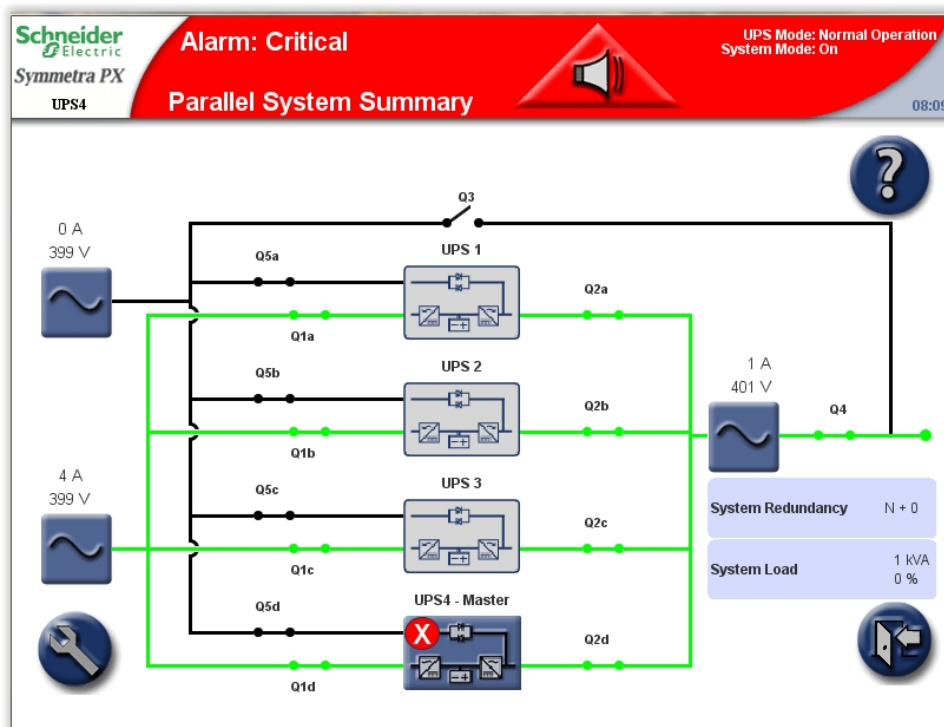 Schneider
Electric
Symmetra PX
UPS4
Alarm: Critical
Parallel System Summary
UPS Mode: Normal Operation
System Mode: On
08:09
?
Q3
0 A
399 V
Q5a
UPS 1
Q2a
Q1a
Q5b
UPS 2
Q2b
Q1b
1 A
401 V
Q4
4 A
399 V
Q5c
UPS 3
Q2c
Q1c
System Redundancy N + 0
System Load 1 kVA
0 %
Q5d
UPS4 - Master
X
Q2d
Q1d